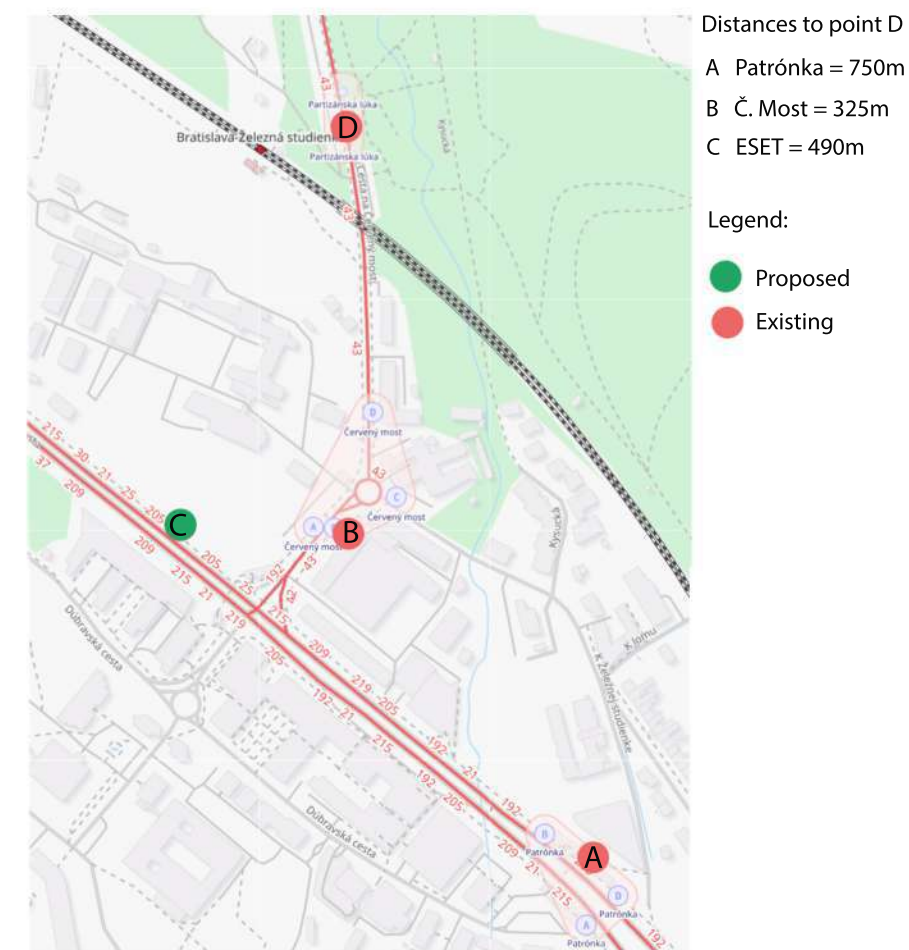 Distances to point D
A Patrónka = 750m
B Č. Most = 325m
C ESET = 490m
Legend:
Proposed
Existing
43
Partizánska lúka
D
Bratislava-Železná studienk
Partizánska lúka
Kysucká
43
43
D
Červený most
43
C
Červený most
A
B
Červený most
215
30
21
25
205
37
209
C
205
209
25
215
21
219
192
43
42
215
209
205
219
205
192
21
215
192
21
192
205
192
209
21
215
Kysucká
K lomu
K Železnej studienke
Dúbravská cesta
Dúbravská cesta
B
Patrónka
A
B
Patrónka
A
Patrónka
192